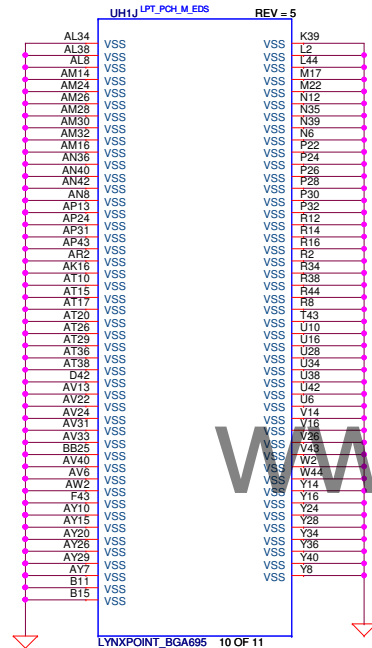 UH1J LPT_PCH_M_EDS REV = 5
AL34 VSS VSS K39
AL38 VSS VSS L2
AL8 VSS VSS L44
AM14 VSS VSS M17
AM24 VSS VSS M22
AM26 VSS VSS N12
AM28 VSS VSS N35
AM30 VSS VSS N39
AM32 VSS VSS N6
AM16 VSS VSS P22
AN36 VSS VSS P24
AN40 VSS VSS P26
AN42 VSS VSS P28
AN8 VSS VSS P30
AP13 VSS VSS P32
AP24 VSS VSS R12
AP31 VSS VSS R14
AP43 VSS VSS R16
AR2 VSS VSS R2
AK16 VSS VSS R34
AT10 VSS VSS R38
AT15 VSS VSS R44
AT17 VSS VSS R8
AT20 VSS VSS T43
AT26 VSS VSS U10
AT29 VSS VSS U16
AT36 VSS VSS U28
AT38 VSS VSS U34
D42 VSS VSS U38
AV13 VSS VSS U42
AV22 VSS VSS U6
AV24 VSS VSS V14
AV31 VSS VSS V16
AV33 VSS VSS V26
BB25 VSS VSS V43
AV40 VSS VSS W2
AV6 VSS VSS W44
AW2 VSS VSS Y14
F43 VSS VSS Y16
AY10 VSS VSS Y24
AY15 VSS VSS Y28
AY20 VSS VSS Y34
AY26 VSS VSS Y36
AY29 VSS VSS Y40
AY7 VSS VSS Y8
B11 VSS
B15 VSS
LYNXPOINT_BGA695 10 OF 11